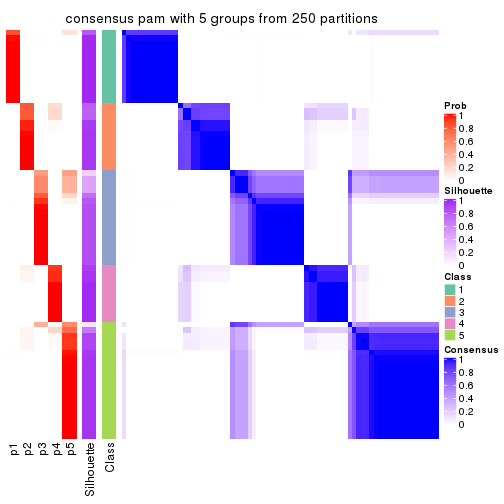 consensus pam with 5 groups from 250 partitions
Prob
1
0.8
0.6
0.4
0.2
0
Silhouette
1
0.8
0.6
0.4
0.2
0
Class
1
2
3
4
5
Consensus
1
0.8
0.6
0.4
0.2
0
p1
p2
p3
p4
p5
Silhouette
Class